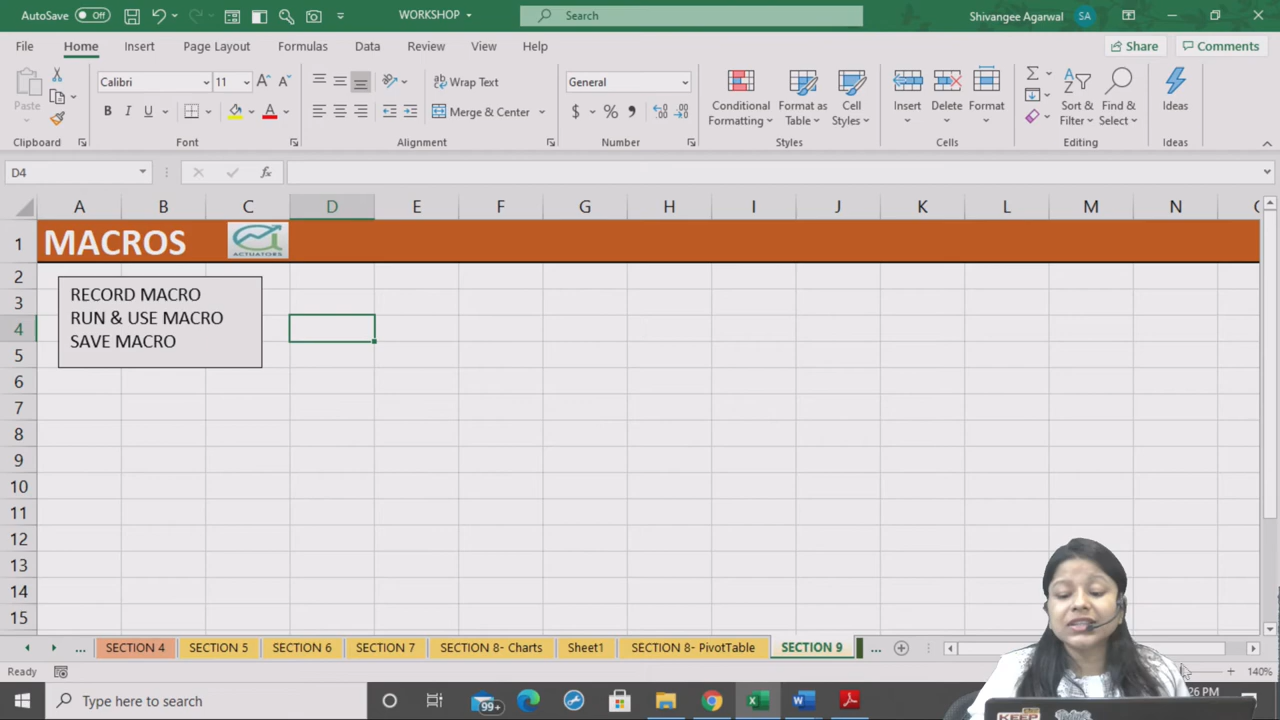 AutoSave Off WORKSHOP Search Shivangee Agarwal SA
File Home Insert Page Layout Formulas Data Review View Help Share Comments
Calibri 11 Wrap Text General
Paste B I U Merge & Center $ % Conditional Formatting Format as Table Cell Styles Insert Delete Format Sort & Filter Find & Select Ideas
Clipboard Font Alignment Number Styles Cells Editing Ideas
D4 fx
A B C D E F G H I J K L M N
1 MACROS ACTUATORS
2
RECORD MACRO
3
RUN & USE MACRO
4
SAVE MACRO
5
6
7
8
9
10
11
12
13
14
15
... SECTION 4 SECTION 5 SECTION 6 SECTION 7 SECTION 8- Charts Sheet1 SECTION 8- PivotTable SECTION 9 ...
Ready 140%
Type here to search 99+ 26 PM
KEEP